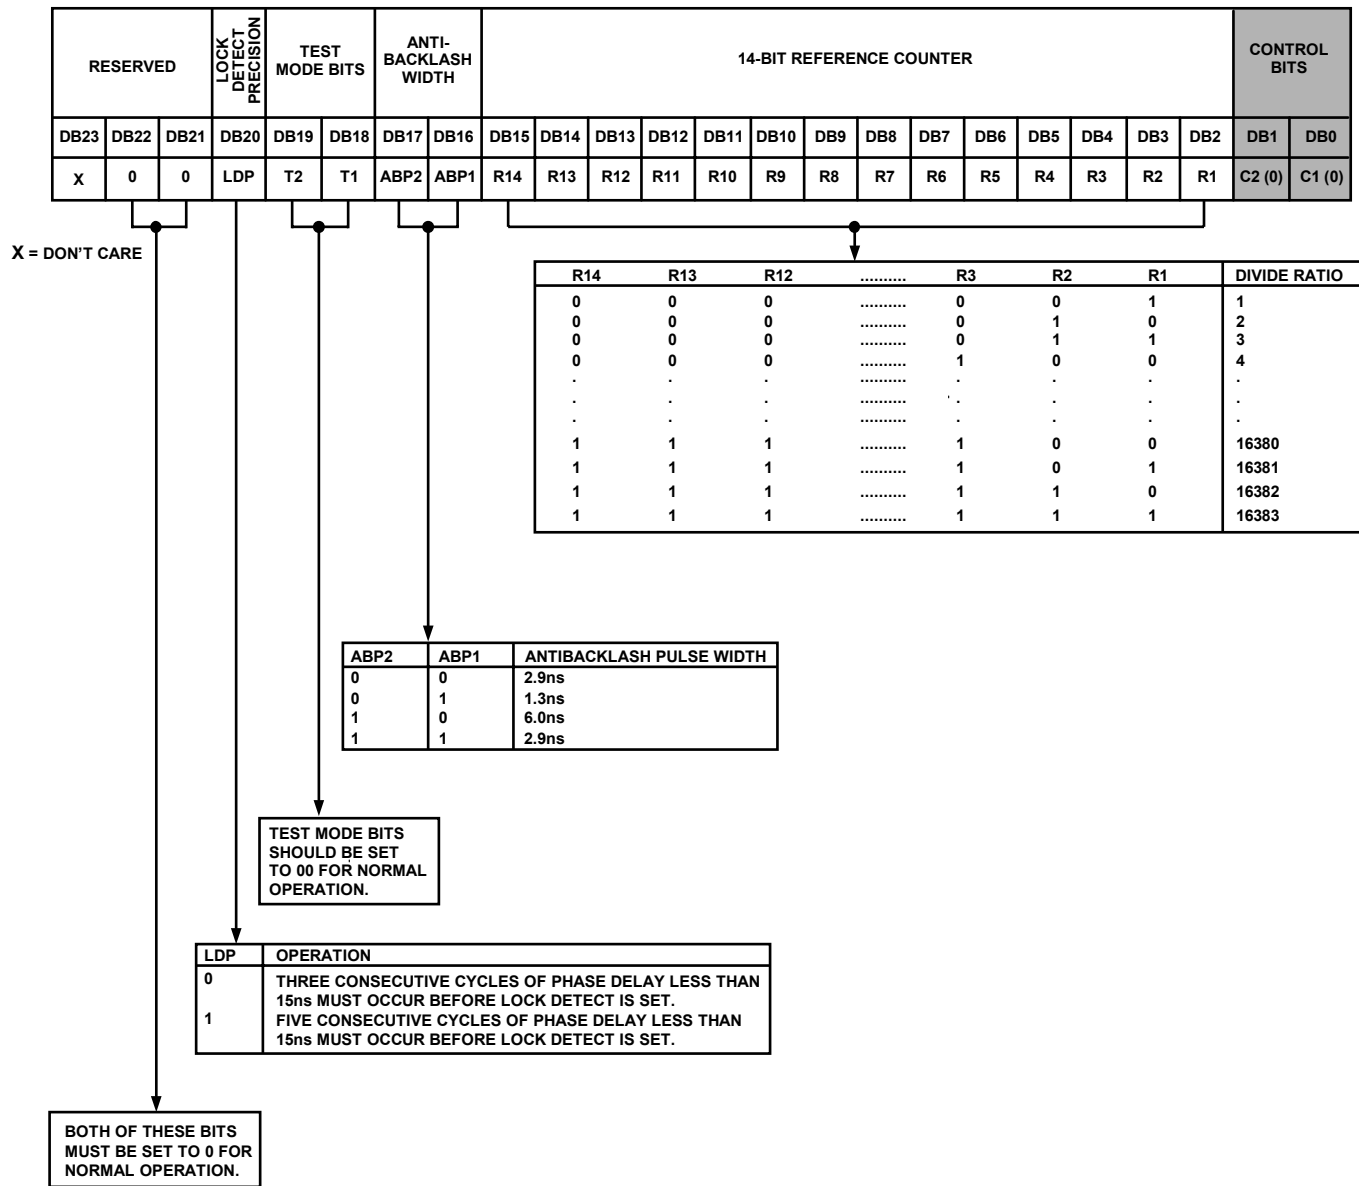 RESERVED
LOCK
DETECT
PRECISION
TEST
MODE BITS
ANTI-
BACKLASH
WIDTH
14-BIT REFERENCE COUNTER
CONTROL
BITS
DB23 DB22 DB21 DB20 DB19 DB18 DB17 DB16 DB15 DB14 DB13 DB12 DB11 DB10 DB9 DB8 DB7 DB6 DB5 DB4 DB3 DB2 DB1 DB0
X 0 0 LDP T2 T1 ABP2 ABP1 R14 R13 R12 R11 R10 R9 R8 R7 R6 R5 R4 R3 R2 R1 C2 (0) C1 (0)
X = DON'T CARE
R14 R13 R12 .......... R3 R2 R1 DIVIDE RATIO
0 0 0 .......... 0 0 1 1
0 0 0 .......... 0 1 0 2
0 0 0 .......... 0 1 1 3
0 0 0 .......... 1 0 0 4
. . . .......... . . . .
. . . .......... . . . .
. . . .......... . . . .
1 1 1 .......... 1 0 0 16380
1 1 1 .......... 1 0 1 16381
1 1 1 .......... 1 1 0 16382
1 1 1 .......... 1 1 1 16383
ABP2 ABP1 ANTIBACKLASH PULSE WIDTH
0 0 2.9ns
0 1 1.3ns
1 0 6.0ns
1 1 2.9ns
TEST MODE BITS
SHOULD BE SET
TO 00 FOR NORMAL
OPERATION.
LDP OPERATION
0 THREE CONSECUTIVE CYCLES OF PHASE DELAY LESS THAN
15ns MUST OCCUR BEFORE LOCK DETECT IS SET.
1 FIVE CONSECUTIVE CYCLES OF PHASE DELAY LESS THAN
15ns MUST OCCUR BEFORE LOCK DETECT IS SET.
BOTH OF THESE BITS
MUST BE SET TO 0 FOR
NORMAL OPERATION.